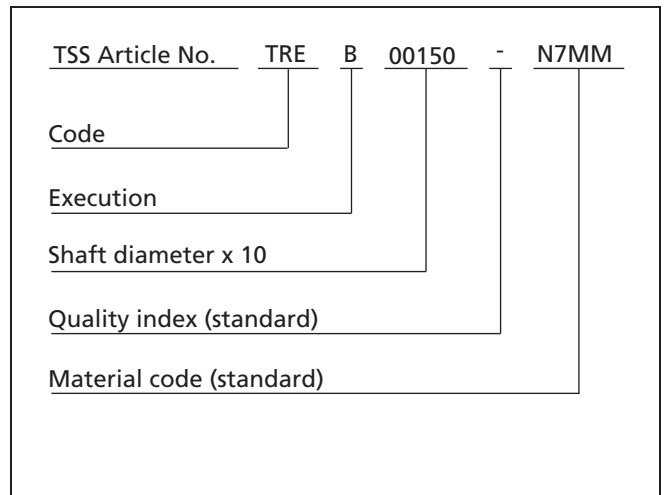 TSS Article No. TRE B 00150 - N7MM
Code
Execution
Shaft diameter x 10
Quality index (standard)
Material code (standard)